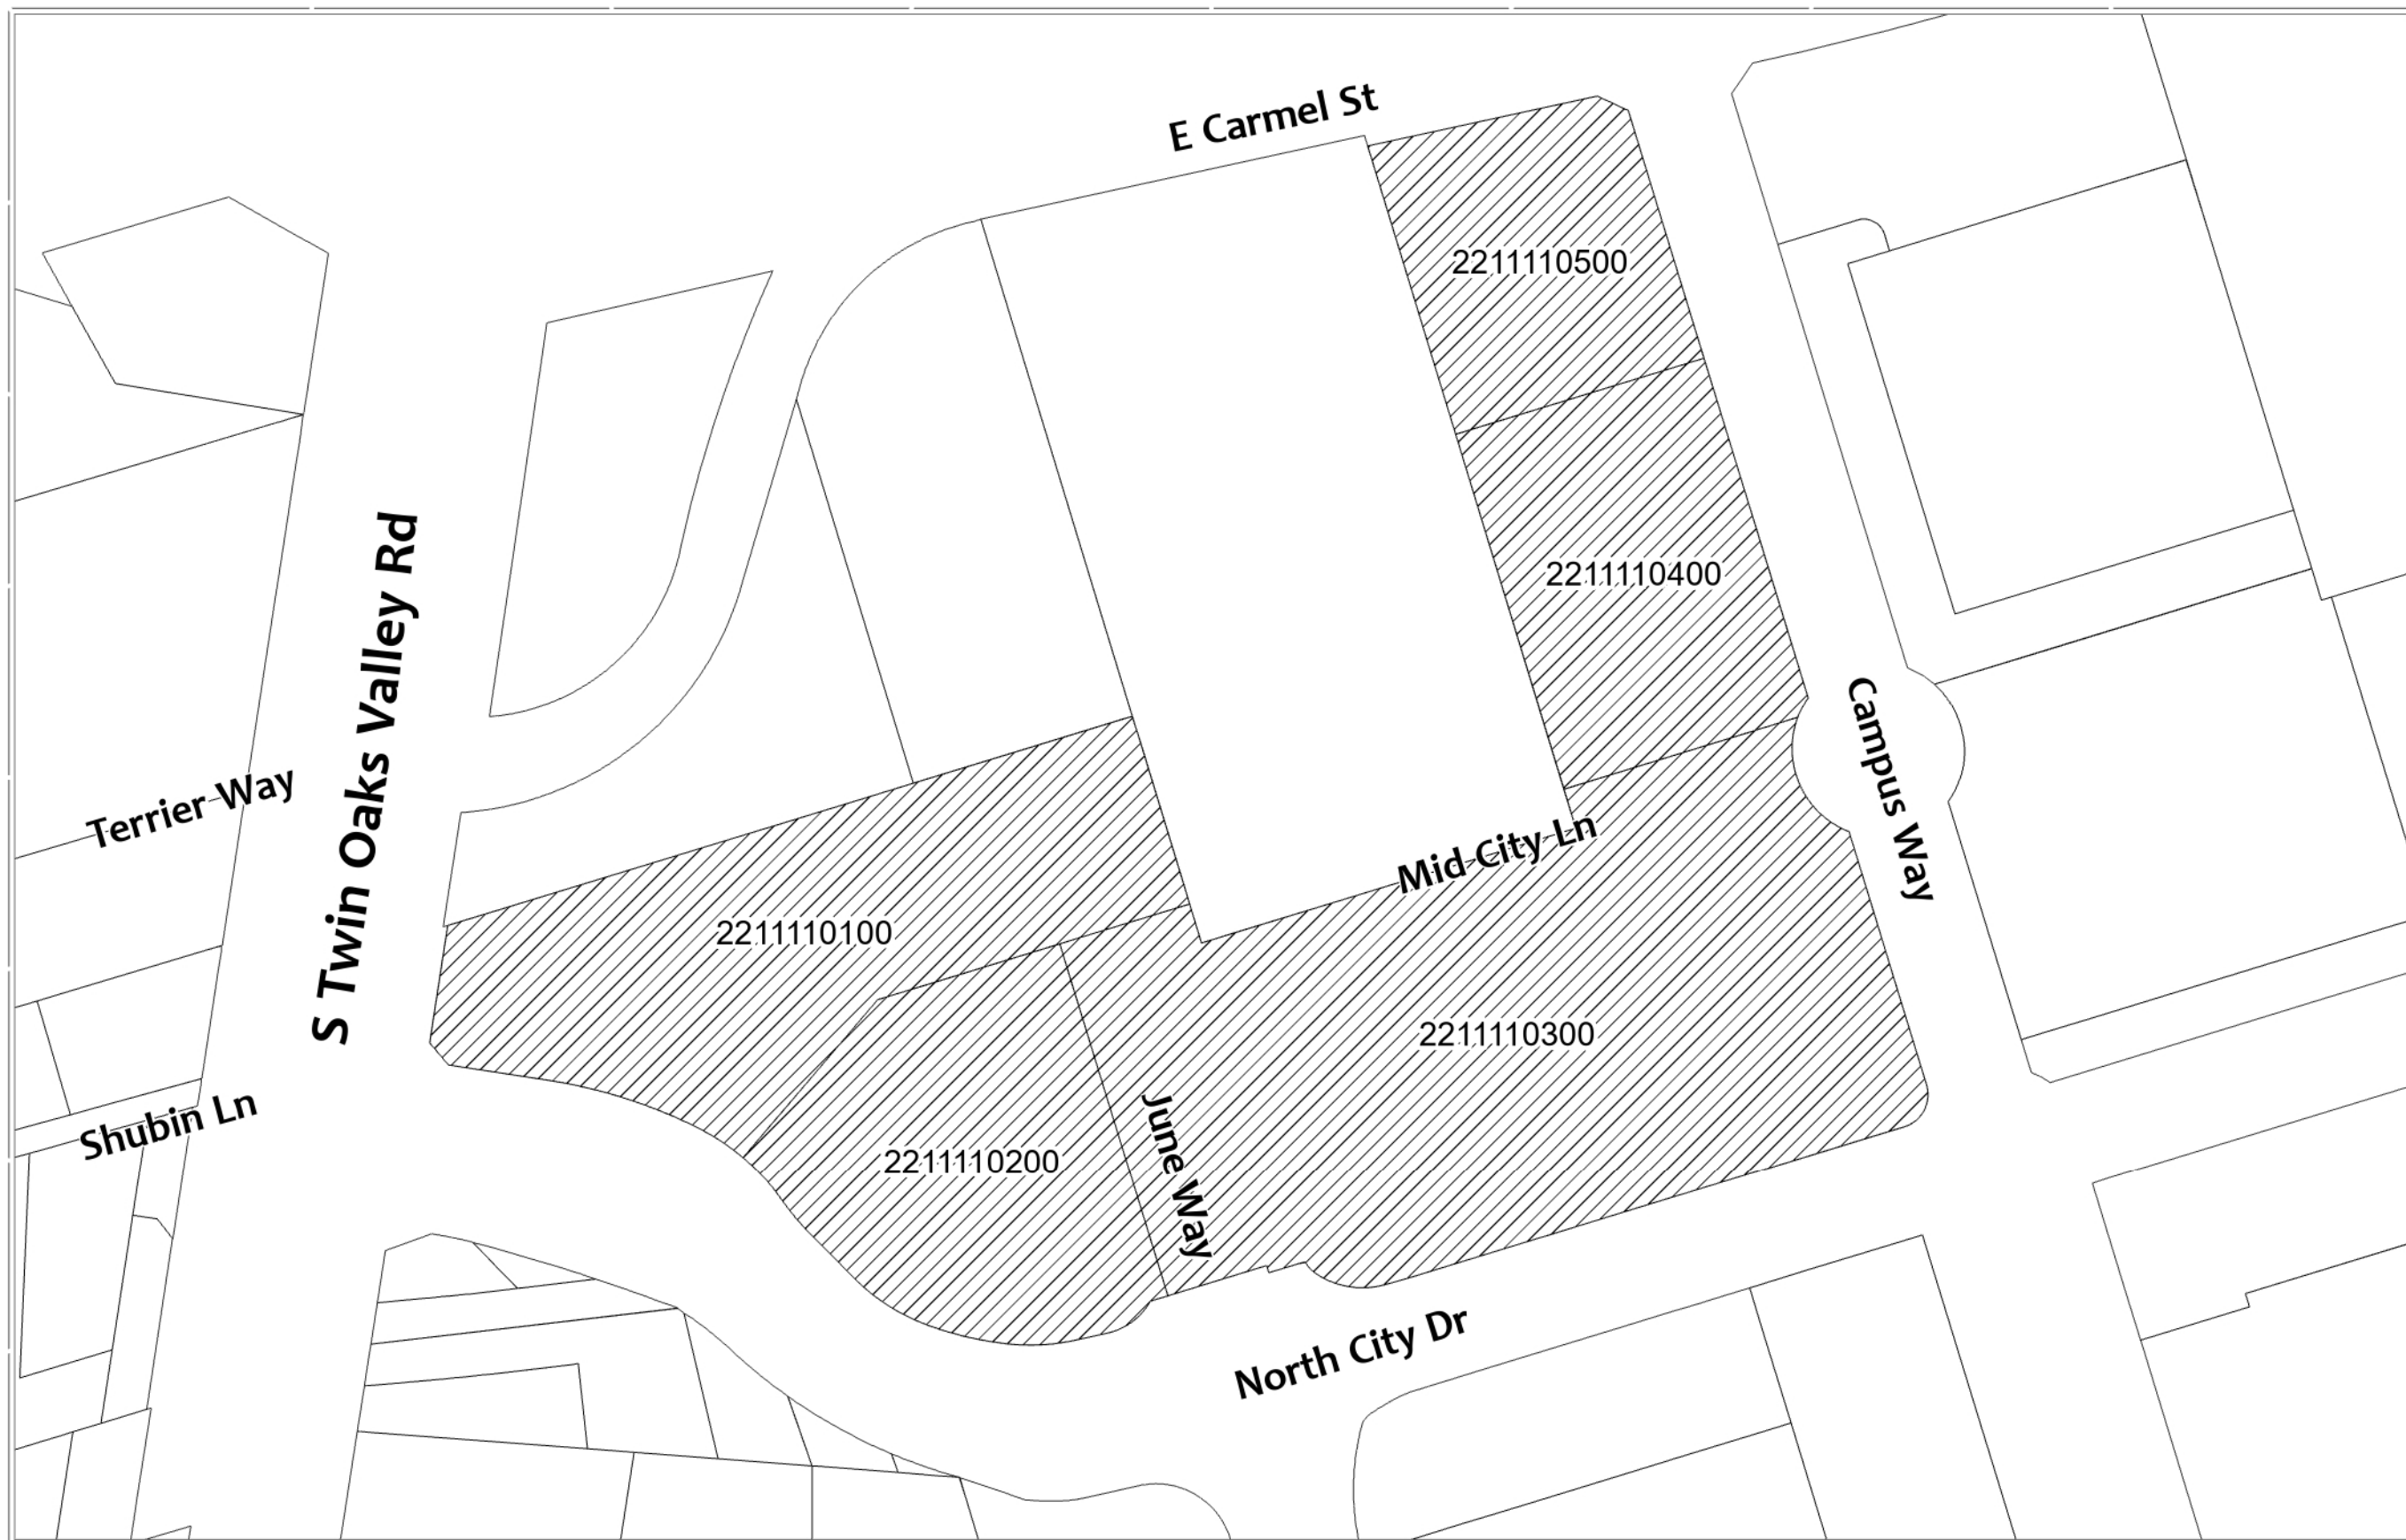 E Carmel St
2211110500
2211110400
S Twin Oaks Valley Rd
Campus Way
Terrier Way
Mid City Ln
2211110100
2211110300
Shubin Ln
June Way
2211110200
North City Dr